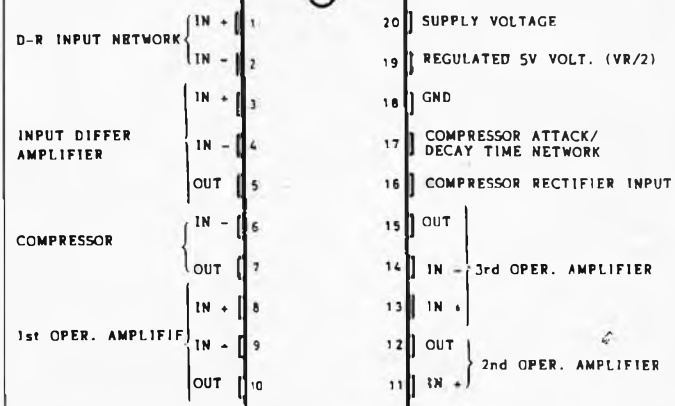 D-R INPUT NETWORK
IN + 1
IN - 2
INPUT DIFFER
AMPLIFIER
IN + 3
IN - 4
OUT 5
COMPRESSOR
IN - 6
OUT 7
1st OPER. AMPLIFIF
IN + 8
IN - 9
OUT 10
20 SUPPLY VOLTAGE
19 REGULATED 5V VOLT. (VR/2)
18 GND
17 COMPRESSOR ATTACK/
DECAY TIME NETWORK
16 COMPRESSOR RECTIFIER INPUT
15 OUT
14 IN -
13 IN +
3rd OPER. AMPLIFIER
12 OUT
11 IN +
2nd OPER. AMPLIFIER